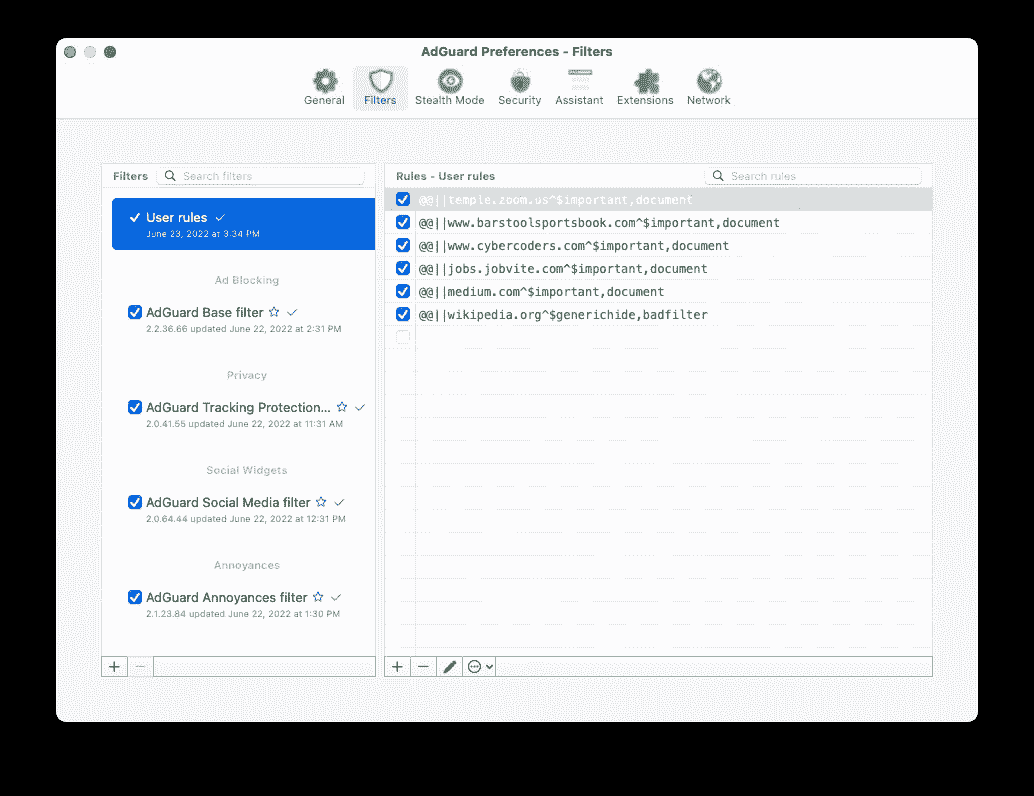 AdGuard Preferences - Filters
General Filters Stealth Mode Security Assistant Extensions Network
Filters Search filters
User rules
June 23, 2022 at 3:34 PM
Ad Blocking
AdGuard Base filter
2.2.36.66 updated June 22, 2022 at 2:31 PM
Privacy
AdGuard Tracking Protection...
2.0.41.55 updated June 22, 2022 at 11:31 AM
Social Widgets
AdGuard Social Media filter
2.0.64.44 updated June 22, 2022 at 12:31 PM
Annoyances
AdGuard Annoyances filter
2.1.23.84 updated June 22, 2022 at 1:30 PM
Rules - User rules Search rules
@@||temple.zoom.us^$important,document
@@||www.barstoolsportsbook.com^$important,document
@@||www.cybercoders.com^$important,document
@@||jobs.jobvite.com^$important,document
@@||medium.com^$important,document
@@||wikipedia.org^$generichide,badfilter